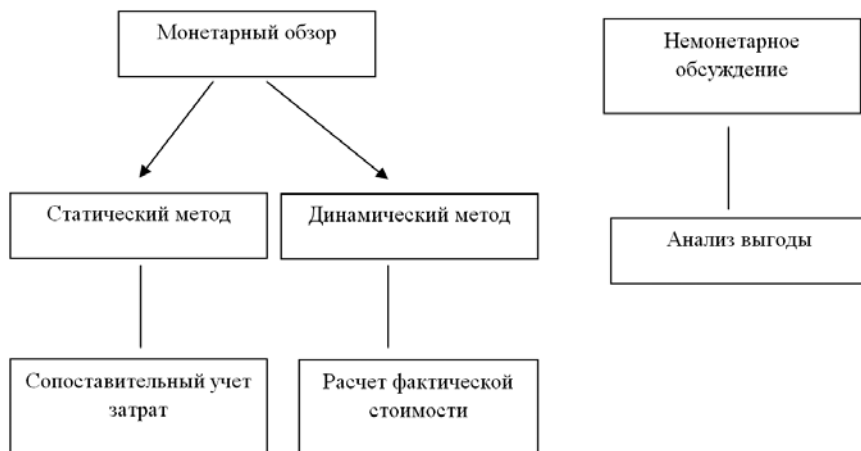 Монетарный обзор
Немонетарное
обсуждение
Статический метод
Динамический метод
Анализ выгоды
Сопоставительный учет
затрат
Расчет фактической
стоимости